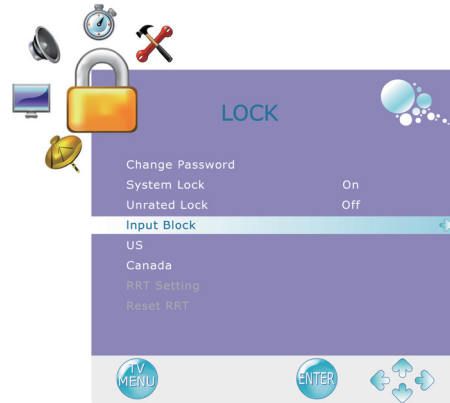 LOCK
Change Password
System Lock On
Unrated Lock Off
Input Block
US
Canada
RRT Setting
Reset RRT
TV
MENU
ENTER